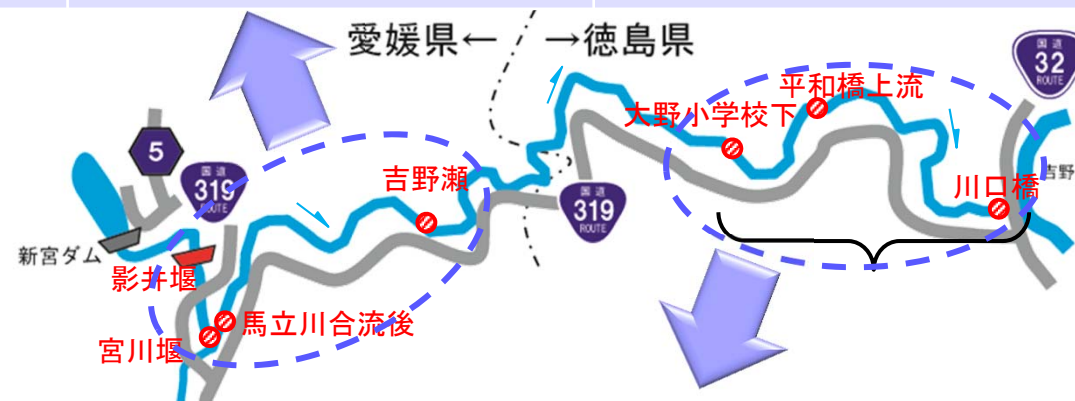 愛媛県← →徳島県
国道
32
ROUTE
平和橋上流
大野小学校下
5
国道
319
ROUTE
吉野瀬
川口橋
吉野
国道
319
ROUTE
新宮ダム
影井堰
馬立川合流後
宮川堰